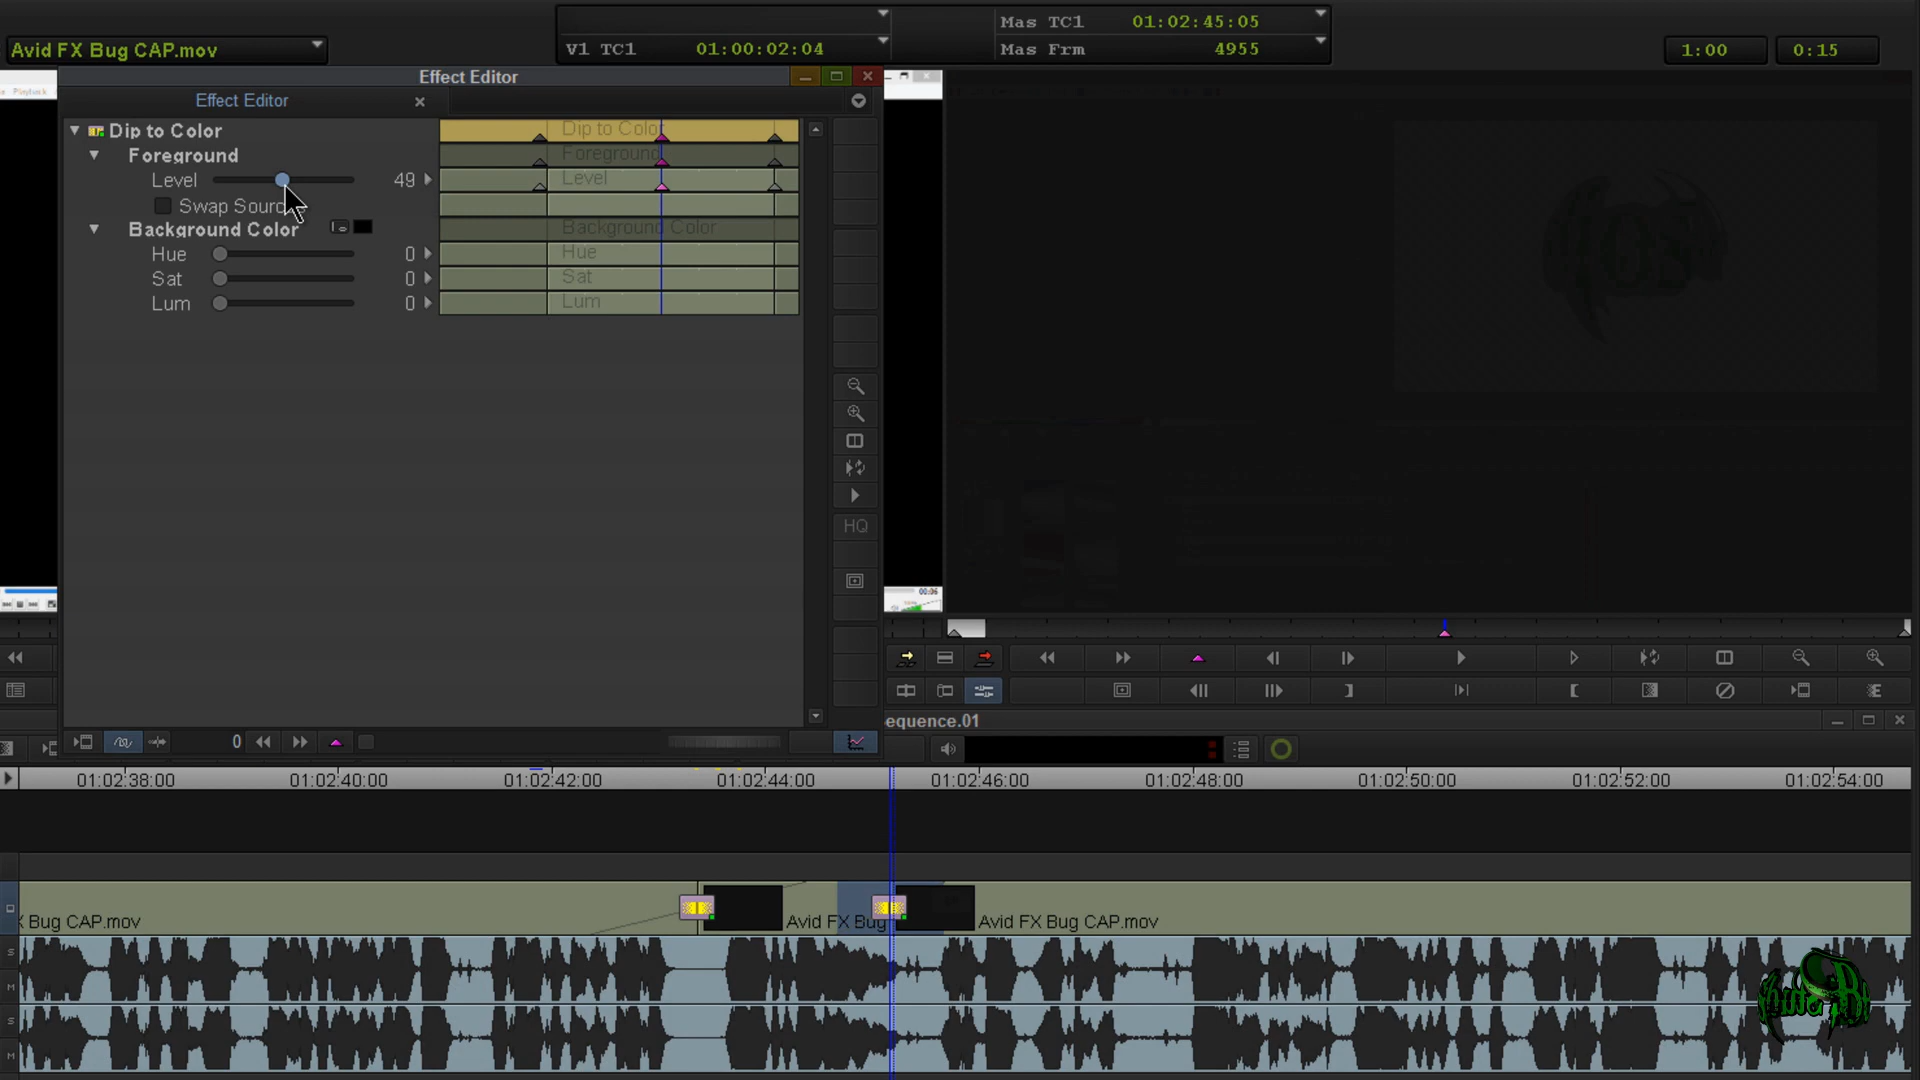 Mas TC1 01:02:45:05
Avid FX Bug CAP.mov
V1 TC1 01:00:02:04
Mas Frm 4955
1:00
0:15
Effect Editor
Playback
Effect Editor
Dip to Color
Dip to Color
Foreground
Foreground
Level 49
Level
Swap Sourc
Background Color
Background Color
Hue 0
Hue
Sat 0
Sat
Lum 0
Lum
HQ
00:06
equence.01
0
01:02:38:00 01:02:40:00 01:02:42:00 01:02:44:00 01:02:46:00 01:02:48:00 01:02:50:00 01:02:52:00 01:02:54:00
X Bug CAP.mov
Avid FX Bug
Avid FX Bug CAP.mov
S
M
S
M